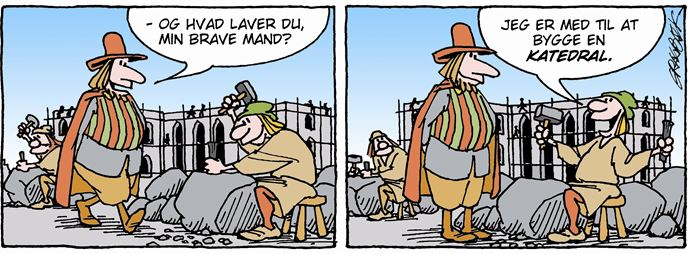 - OG HVAD LAVER DU,
MIN BRAVE MAND?
JEG ER MED TIL AT
BYGGE EN
KATEDRAL.